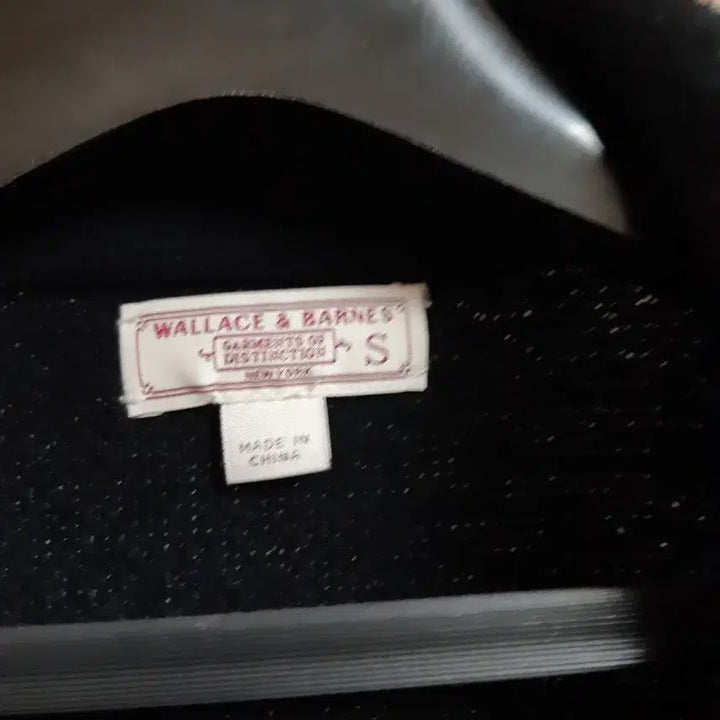 WALLACE & BARNES
GARMENTS OF
DISTINCTION
S
NEW YORK
MADE IN
CHINA